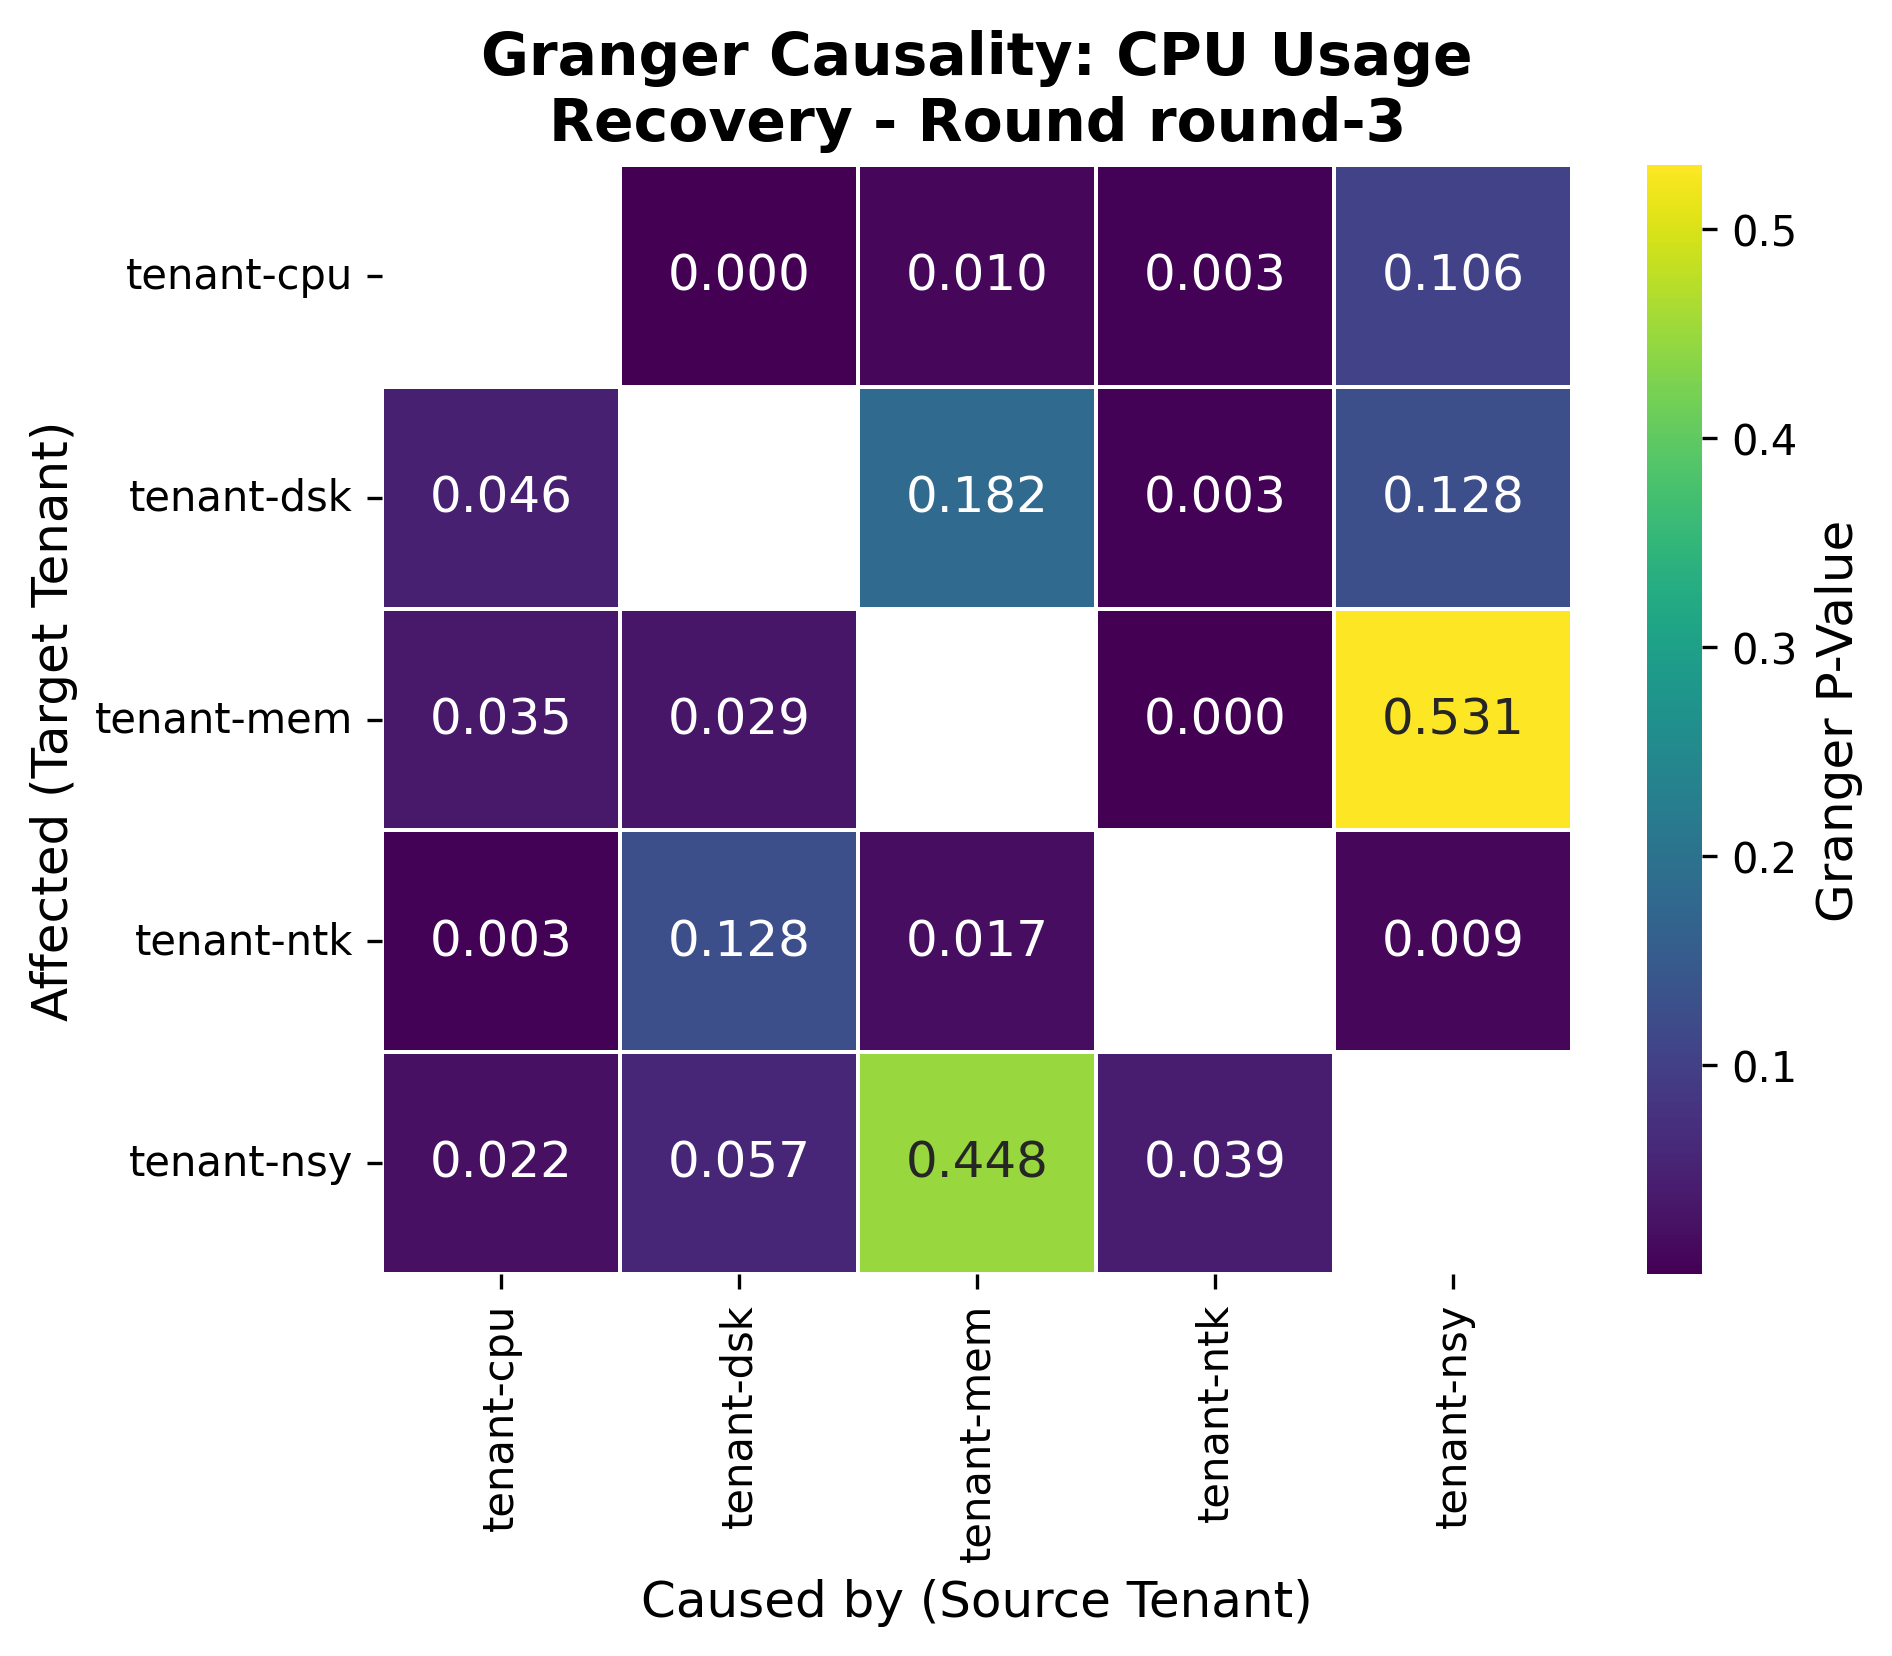 Granger Causality: CPU Usage
Recovery - Round round-3
Affected (Target Tenant)
tenant-cpu 0.000 0.010 0.003 0.106
tenant-dsk 0.046 0.182 0.003 0.128
tenant-mem 0.035 0.029 0.000 0.531
tenant-ntk 0.003 0.128 0.017 0.009
tenant-nsy 0.022 0.057 0.448 0.039
tenant-cpu tenant-dsk tenant-mem tenant-ntk tenant-nsy
Caused by (Source Tenant)
0.5
0.4
0.3
0.2
0.1
Granger P-Value